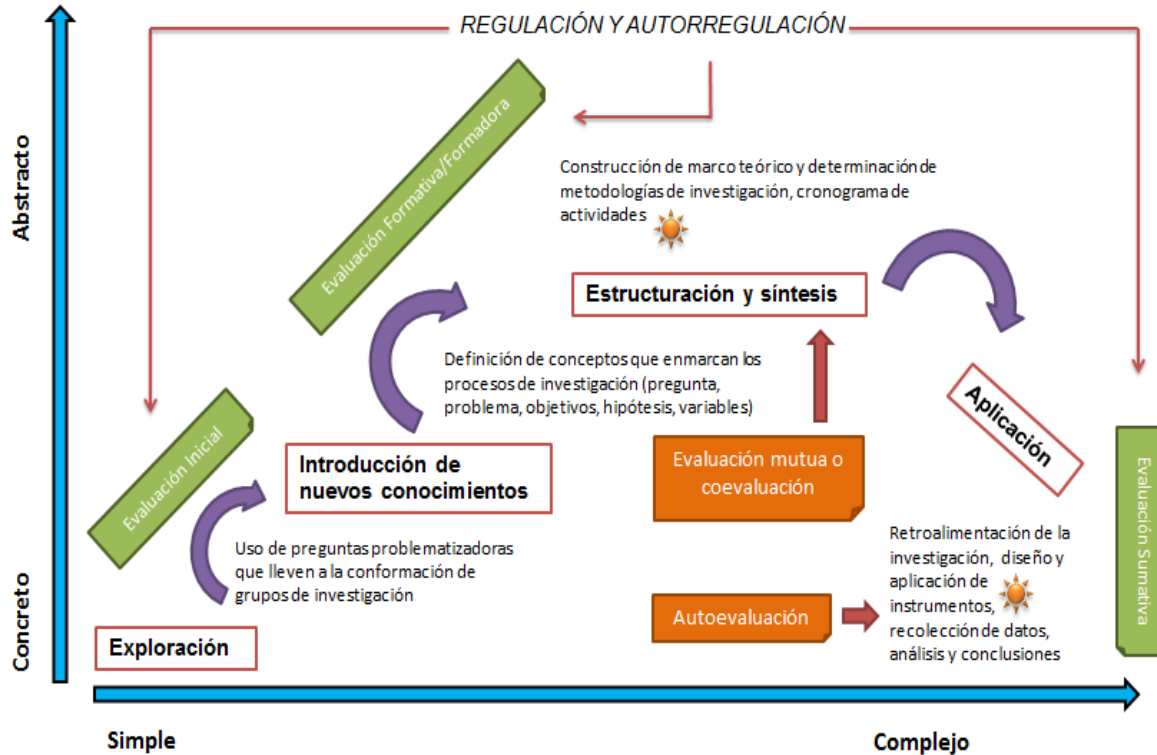 REGULACIÓN Y AUTORREGULACIÓN
Abstracto
Evaluación Formativa/Formadora
Construcción de marco teórico y determinación de
metodologías de investigación, cronograma de
actividades
Estructuración y síntesis
Definición de conceptos que enmarcan los
procesos de investigación (pregunta,
problema, objetivos, hipótesis, variables)
Aplicación
Evaluación Inicial
Introducción de
nuevos conocimientos
Evaluación mutua o
coevaluación
Evaluación Sumativa
Uso de preguntas problematizadoras
que lleven a la conformación de
grupos de investigación
Retroalimentación de la
investigación, diseño y
aplicación de
instrumentos,
recolección de datos,
análisis y conclusiones
Autoevaluación
Concreto
Exploración
Simple
Complejo